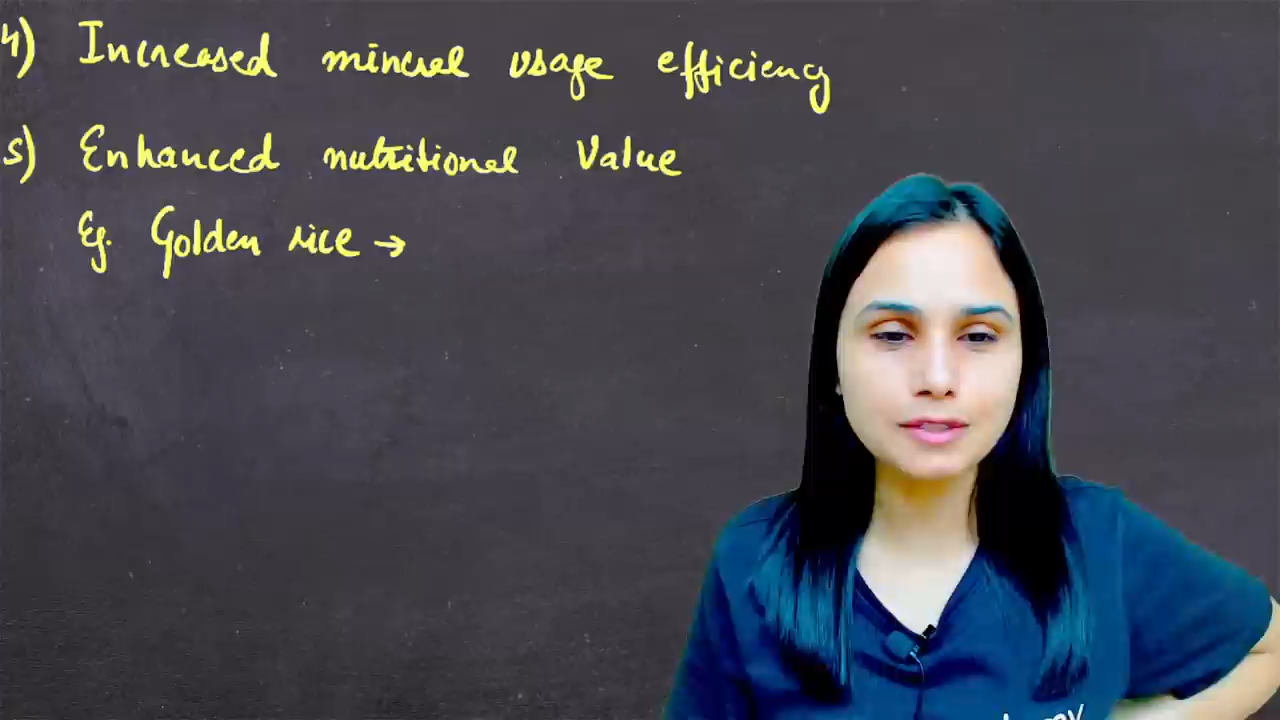 4) Increased mineral usage efficiency
5) Enhanced nutritional Value
Eg. Golden rice →